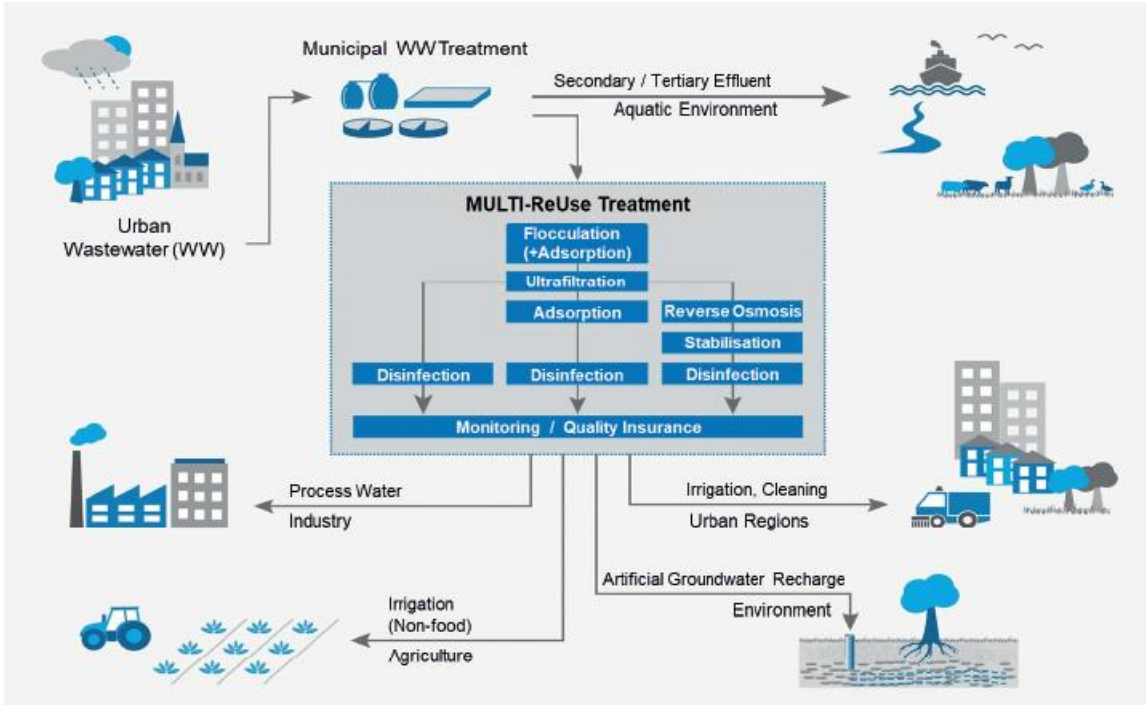 Municipal WW Treatment
Secondary / Tertiary Effluent
Aquatic Environment
Urban
Wastewater (WW)
MULTI-ReUse Treatment
Flocculation
(+Adsorption)
Ultrafiltration
Adsorption
Reverse Osmosis
Stabilisation
Disinfection
Disinfection
Disinfection
Monitoring / Quality Insurance
Process Water
Industry
Irrigation, Cleaning
Urban Regions
Artificial Groundwater Recharge
Environment
Irrigation
(Non-food)
Agriculture